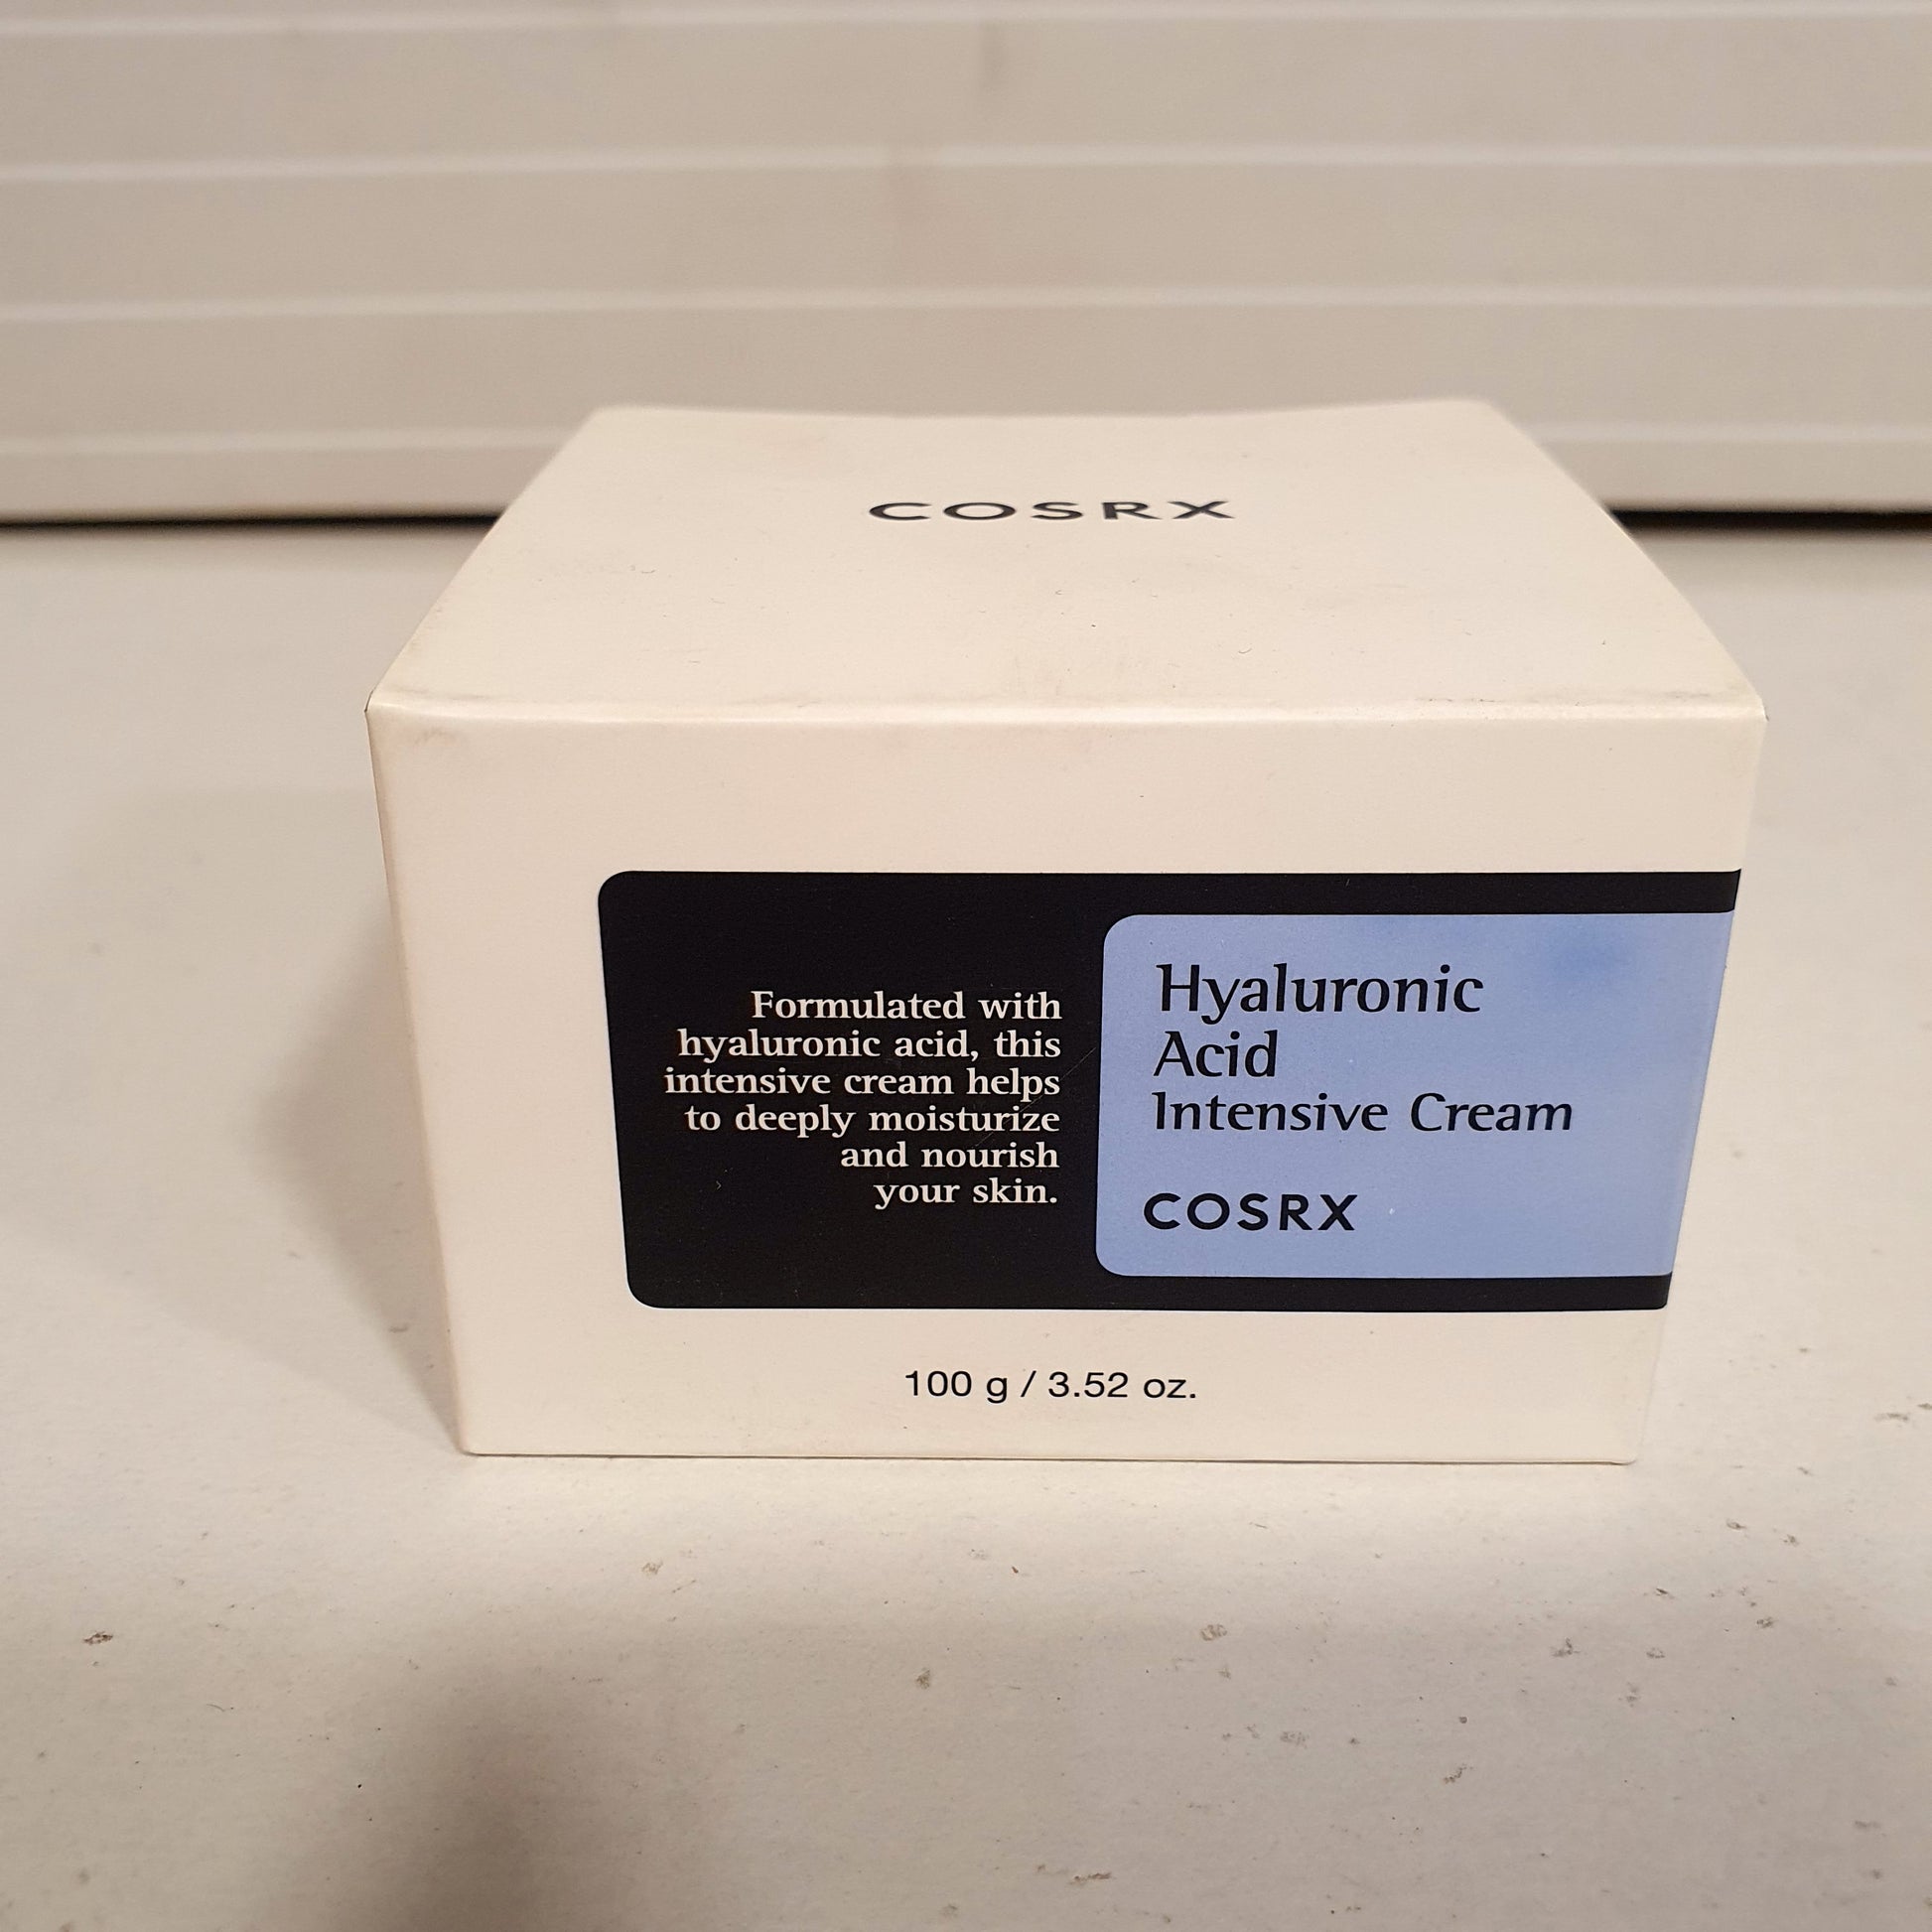 COSRX
Formulated with
hyaluronic acid, this
intensive cream helps
to deeply moisturize
and nourish
your skin.
Hyaluronic
Acid
Intensive Cream
COSRX
100 g / 3.52 oz.